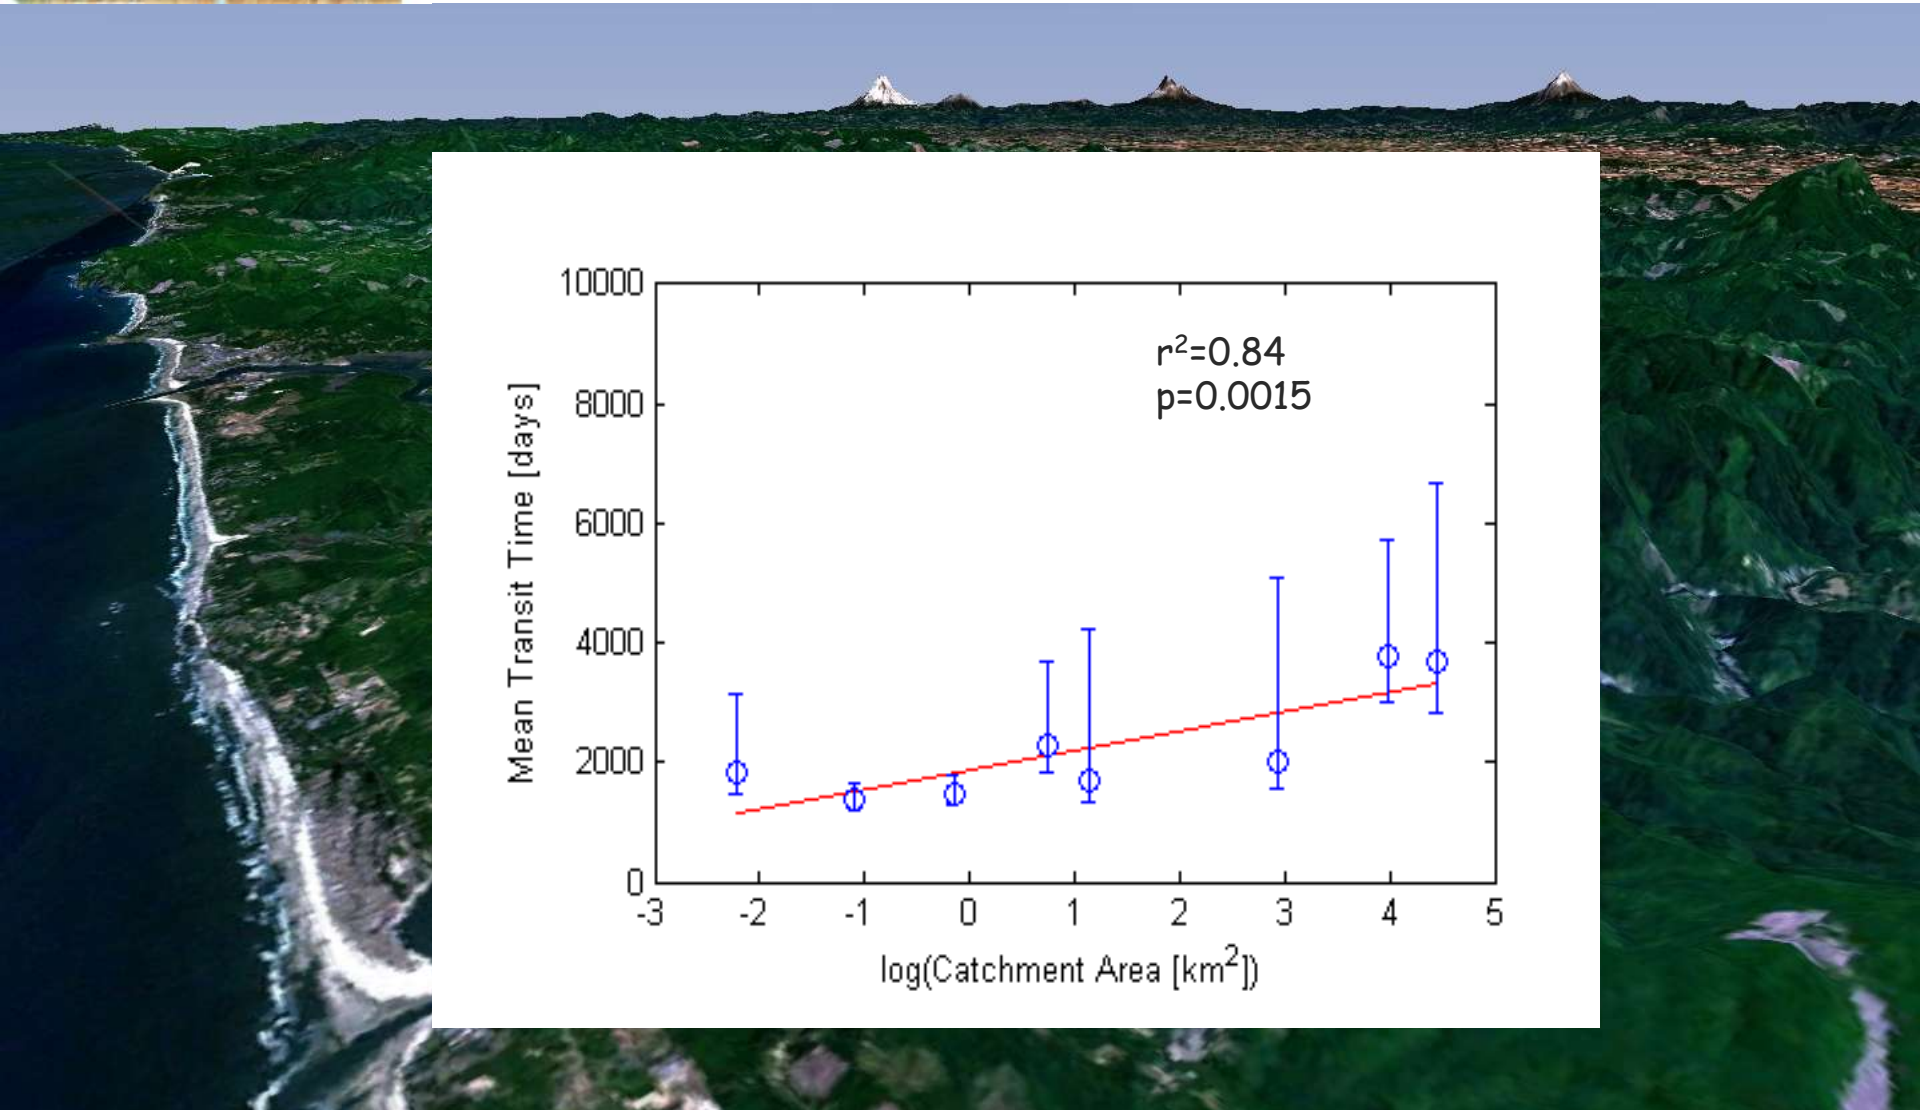 r²=0.84
p=0.0015
10000
8000
6000
4000
2000
0
Mean Transit Time [days]
-3 -2 -1 0 1 2 3 4 5
log(Catchment Area [km²])